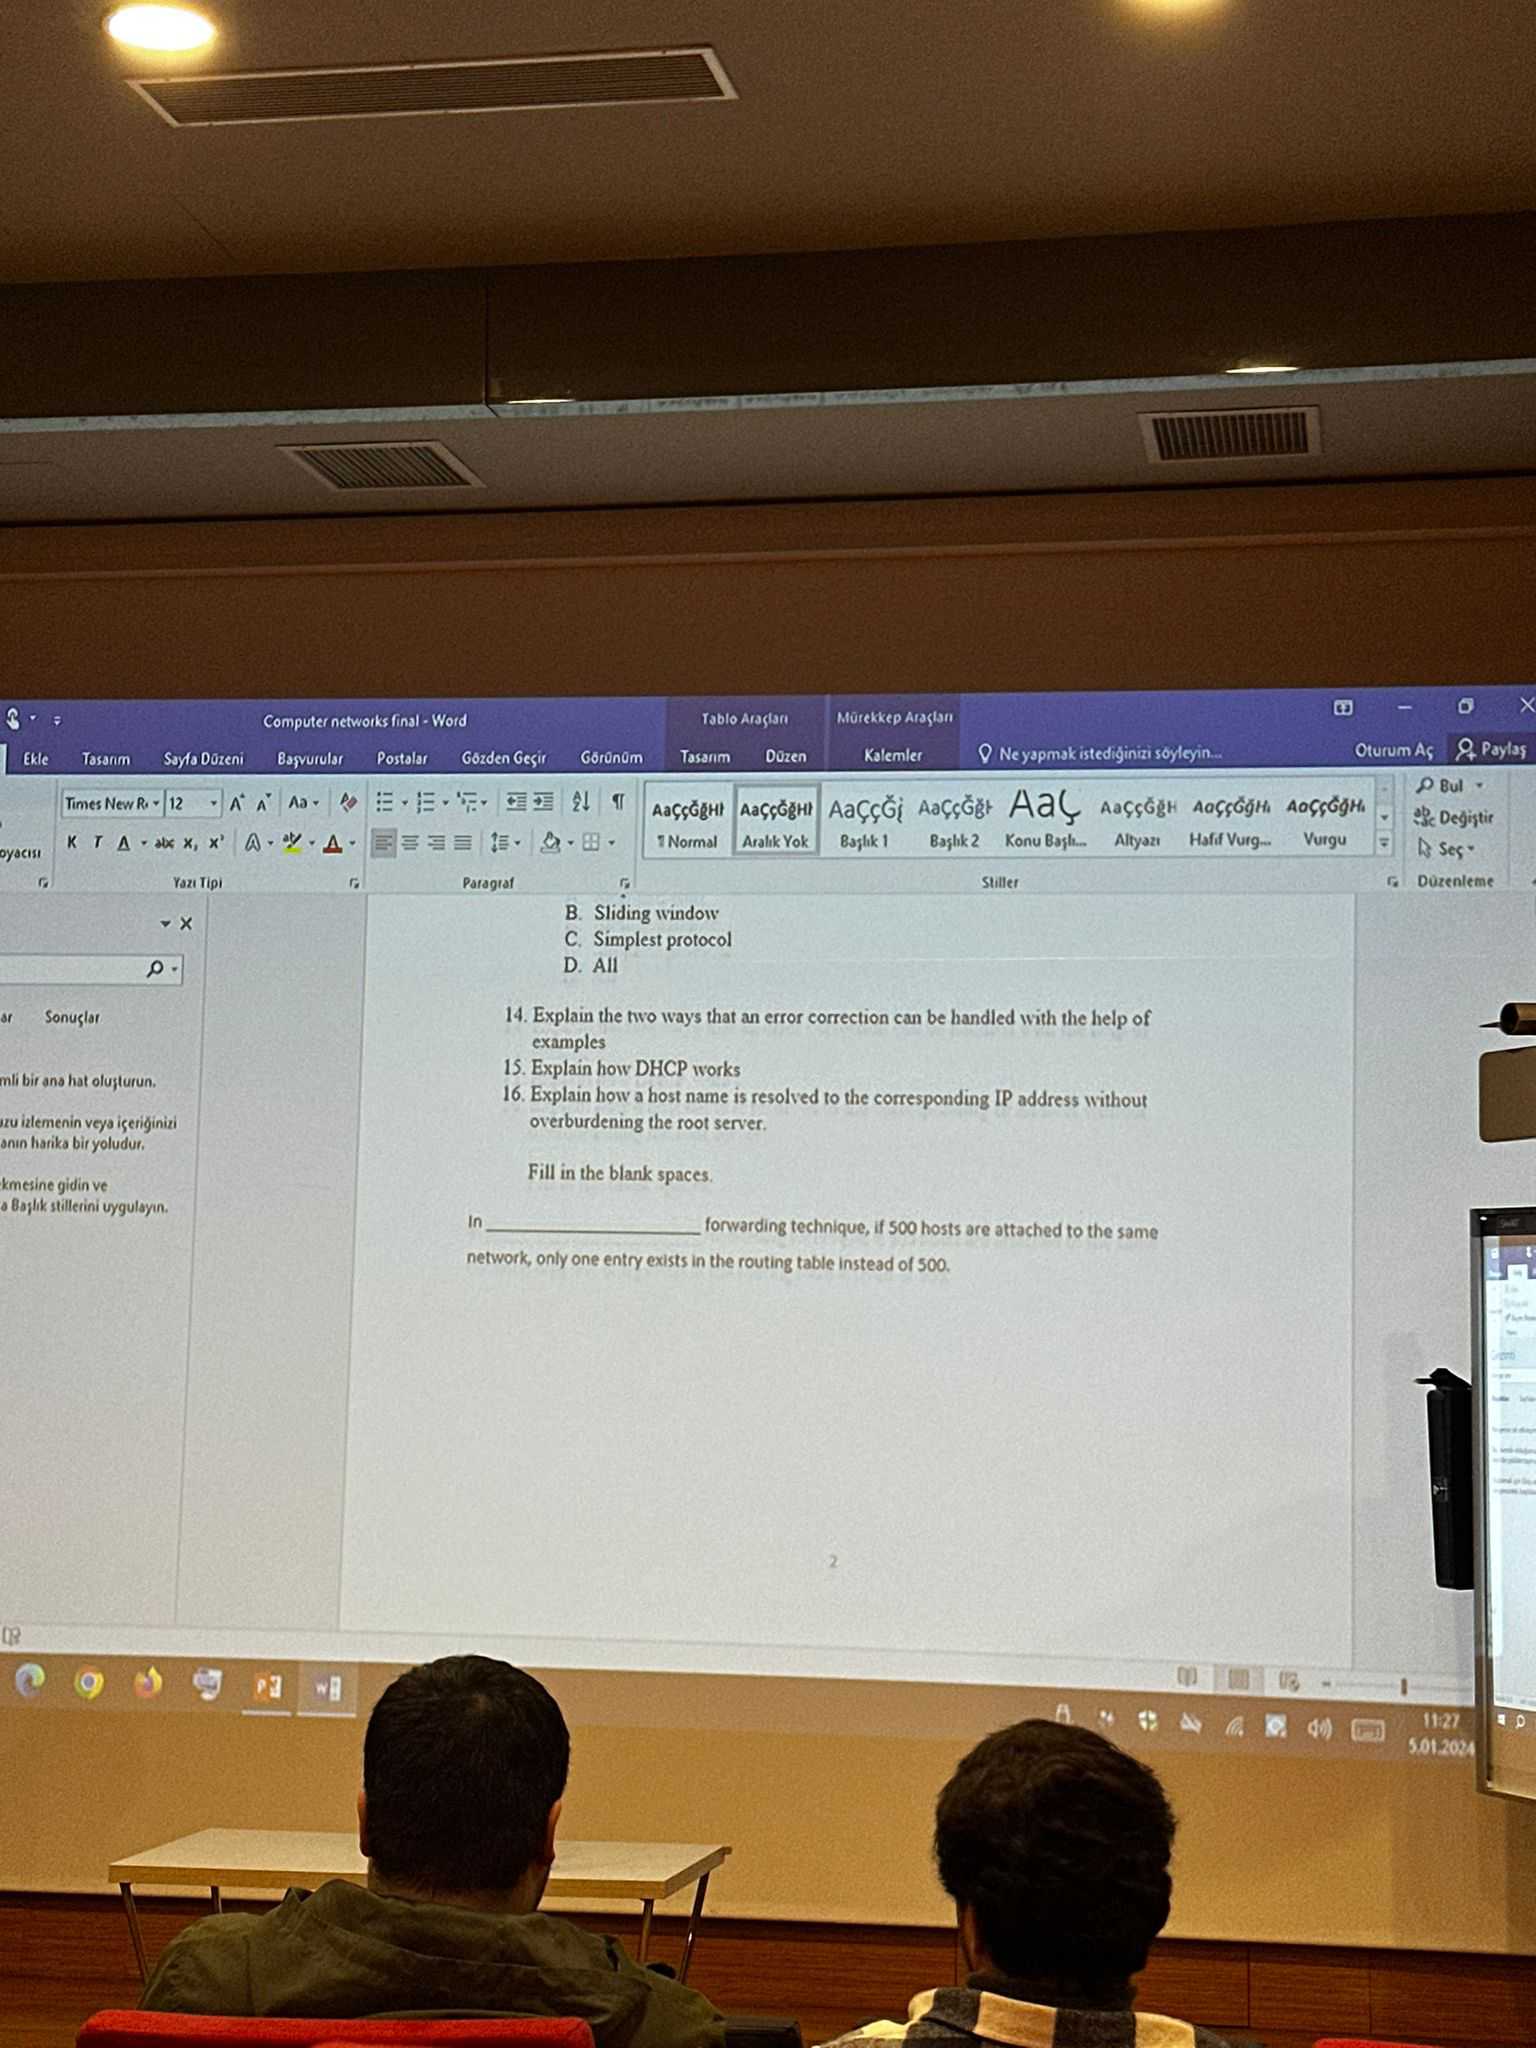 Computer networks final - Word
Tablo Araçları
Mürekkep Araçları
Ekle Tasarım Sayfa Düzeni Başvurular Postalar Gözden Geçir Görünüm Tasarım Düzen Kalemler Ne yapmak istediğinizi söyleyin... Oturum Aç Paylaş
Times New R 12 Aa
AaÇçĞğHl AaÇçĞğHl AaÇçĞğ AaÇçĞğH AaÇ AaÇçĞğH AaÇçĞğHı AaÇçĞğHı
Bul
K T A abc x, x²
¶ Normal Aralık Yok Başlık 1 Başlık 2 Konu Başlı... Altyazı Hafif Vurg... Vurgu
Değiştir
Seç
oyacısı
Yazı Tipi Paragraf Stiller Düzenleme
B. Sliding window
C. Simplest protocol
D. All
14. Explain the two ways that an error correction can be handled with the help of
examples
15. Explain how DHCP works
16. Explain how a host name is resolved to the corresponding IP address without
overburdening the root server.
Fill in the blank spaces.
In ______________________ forwarding technique, if 500 hosts are attached to the same
network, only one entry exists in the routing table instead of 500.
2
ar Sonuçlar
mli bir ana hat oluşturun.
uzu izlemenin veya içeriğinizi
anın harika bir yoludur.
kmesine gidin ve
a Başlık stillerini uygulayın.
11:27
5.01.2024